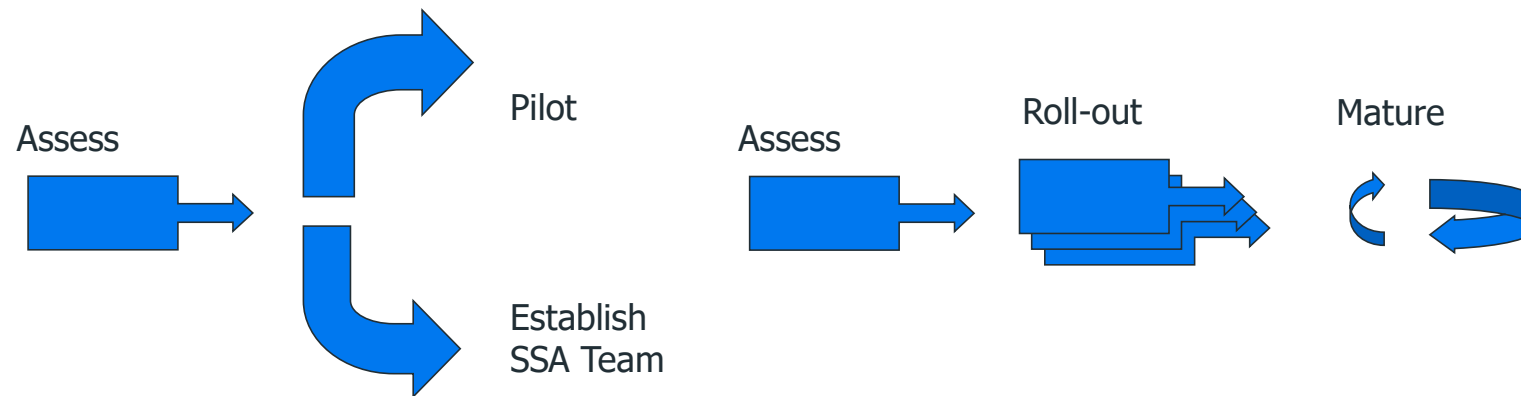 Assess
Pilot
Establish
SSA Team
Assess
Roll-out
Mature